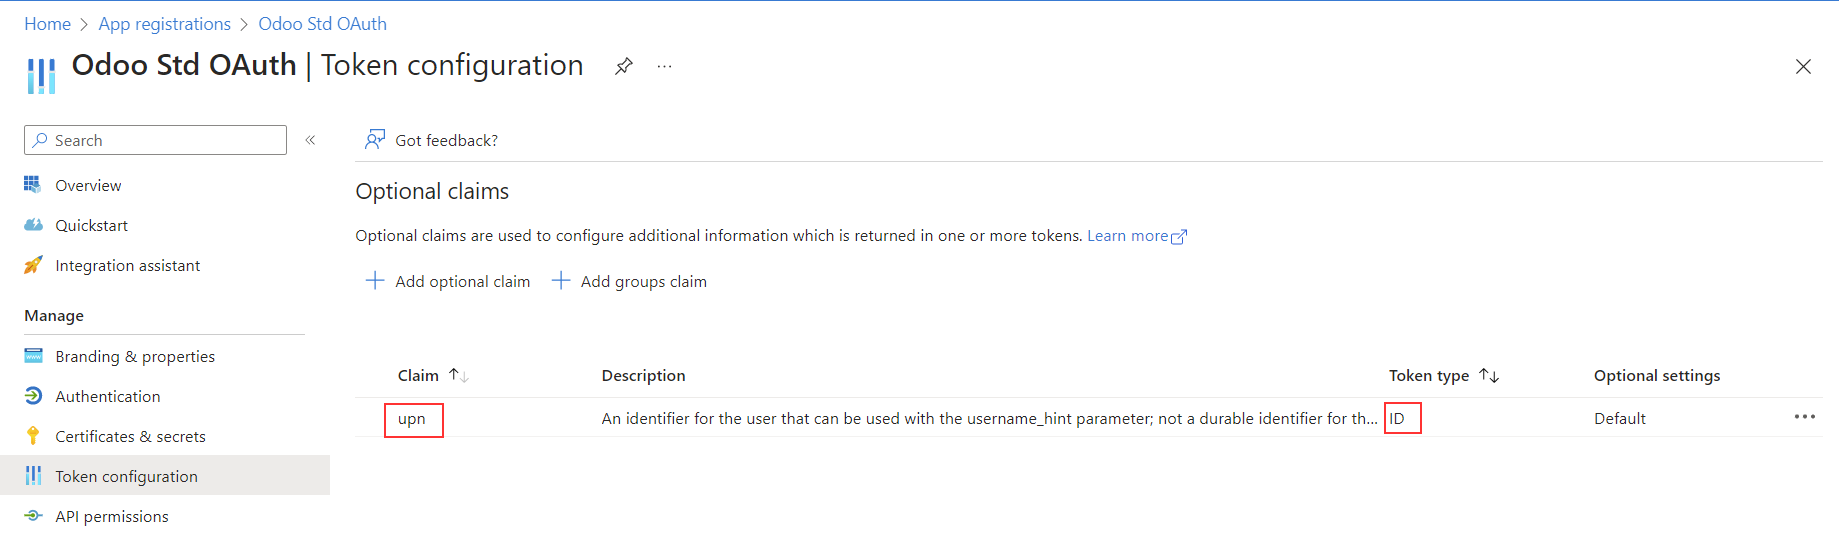 Home > App registrations > Odoo Std OAuth
Odoo Std OAuth | Token configuration
Search
Overview
Quickstart
Integration assistant
Manage
Branding & properties
Authentication
Certificates & secrets
Token configuration
API permissions
Got feedback?
Optional claims
Optional claims are used to configure additional information which is returned in one or more tokens. Learn more
Add optional claim Add groups claim
Claim Description Token type Optional settings
upn An identifier for the user that can be used with the username_hint parameter; not a durable identifier for th... ID Default